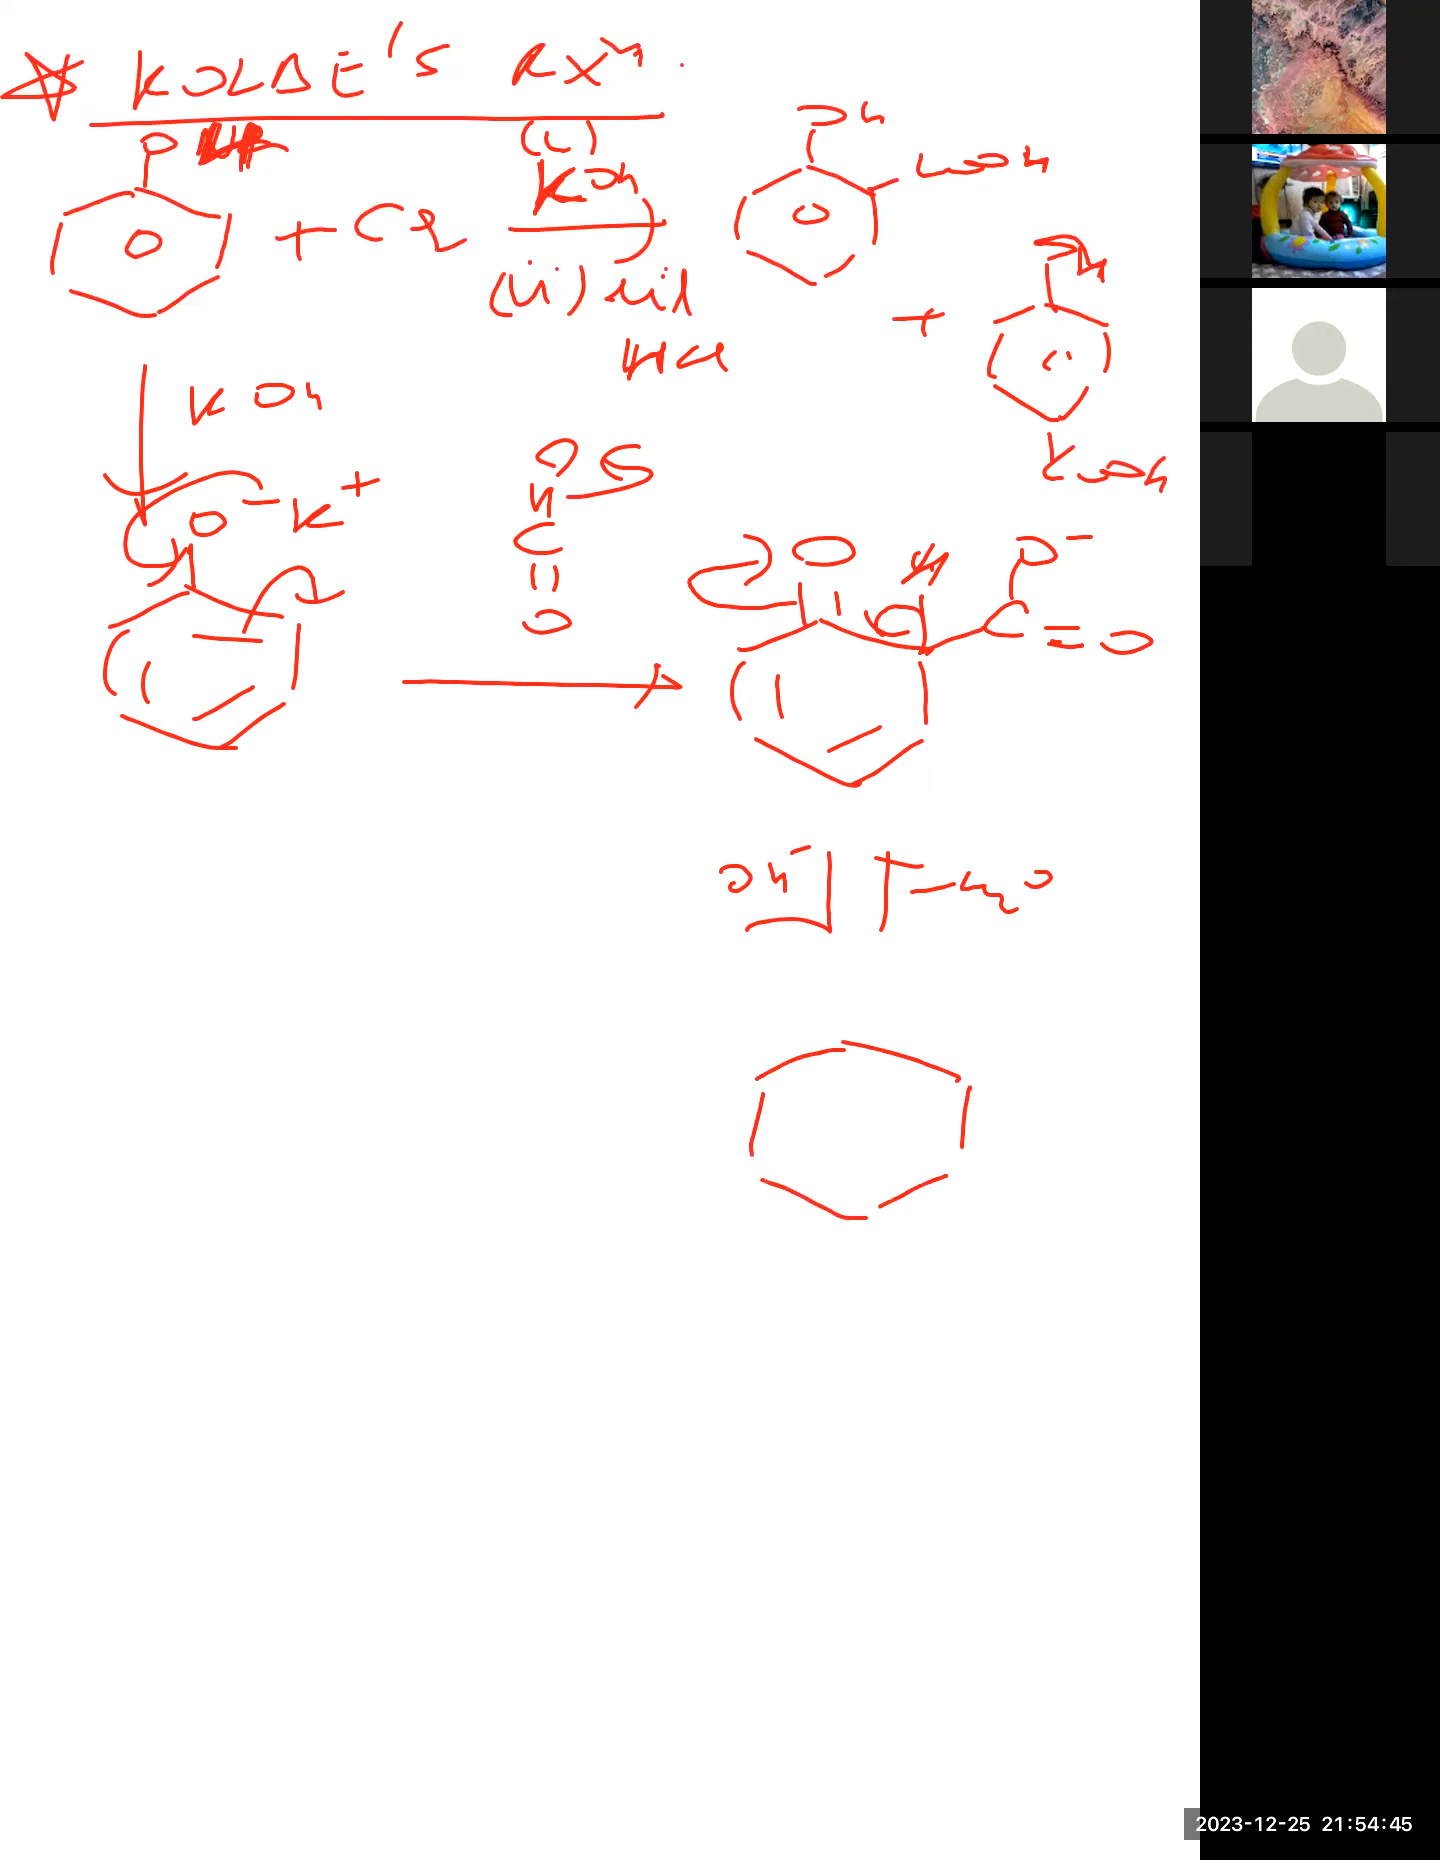 KOLBE'S RXⁿ.
OH
(i)
OH
COOH
+ CO₂
KOH
(ii) dil
HCl
+
OH
COOH
KOH
O⁻K⁺
O
||
C
||
O
O
H
O⁻
C=O
OH⁻
-H₂O
2023-12-25 21:54:45